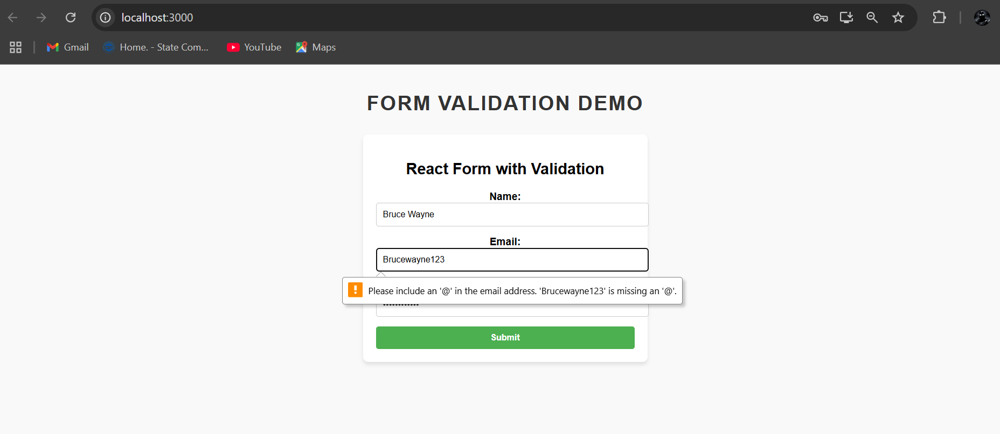 localhost:3000
Gmail
Home. - State Com...
YouTube
Maps
FORM VALIDATION DEMO
React Form with Validation
Name:
Bruce Wayne
Email:
Brucewayne123
Please include an '@' in the email address. 'Brucewayne123' is missing an '@'.
Submit